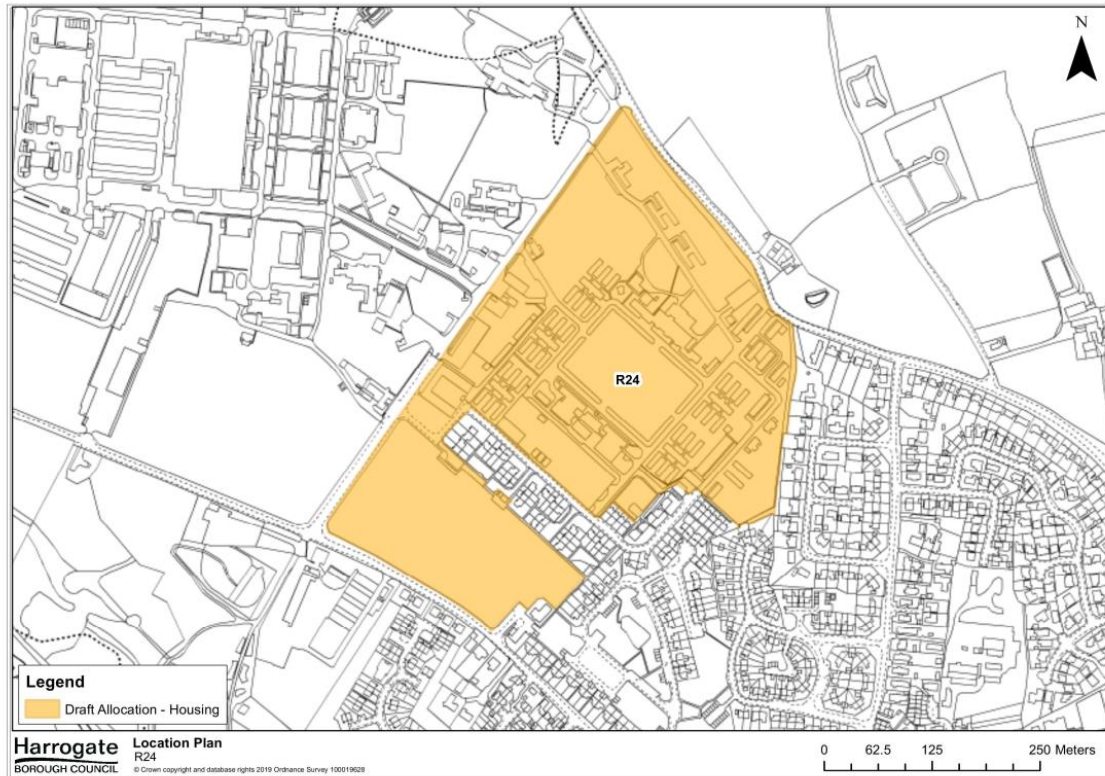 N
R24
Legend
Draft Allocation - Housing
Harrogate
BOROUGH COUNCIL
Location Plan
R24
© Crown copyright and database rights 2019 Ordnance Survey 100019628
0 62.5 125 250 Meters